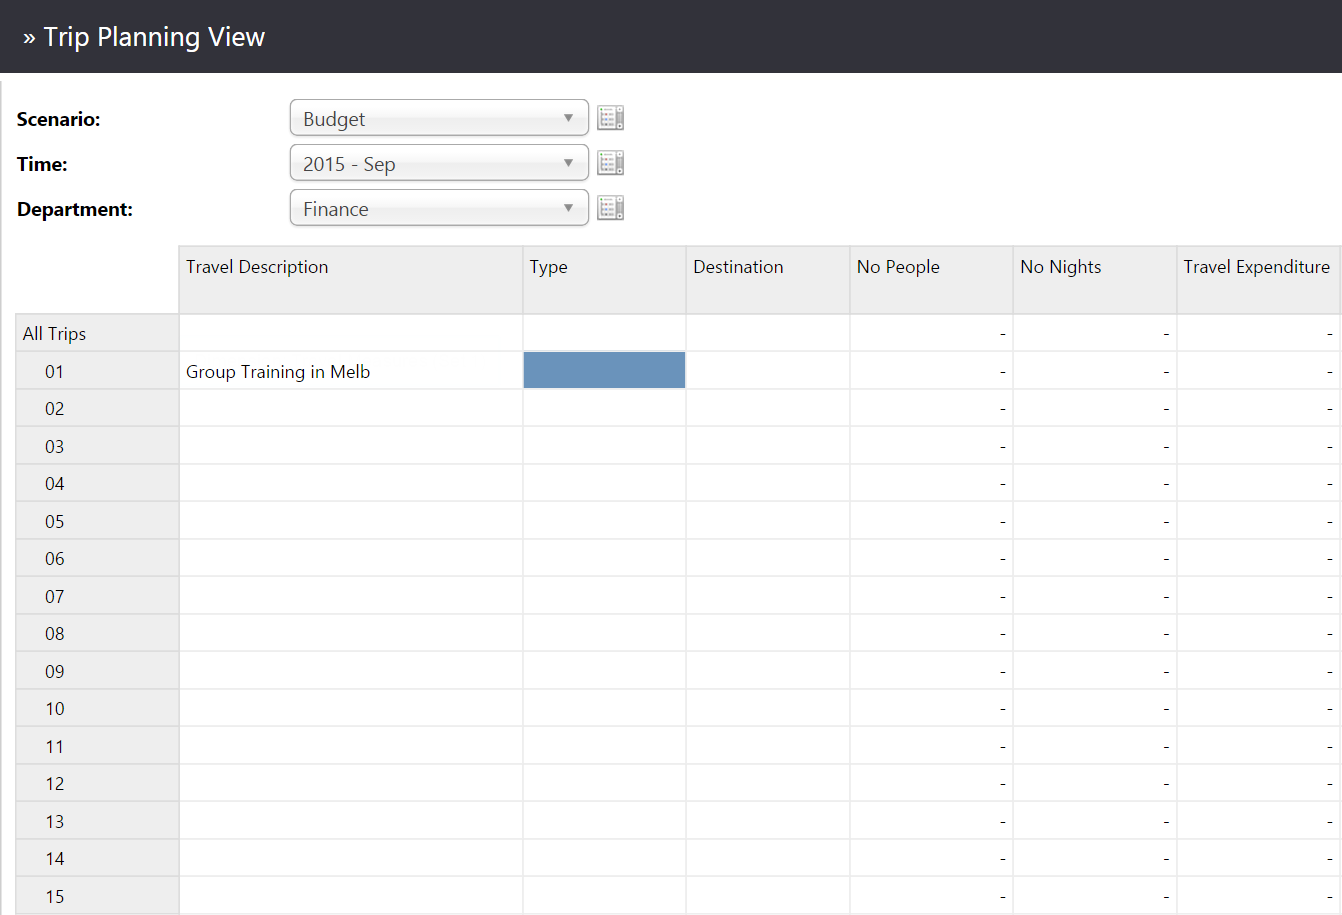 » Trip Planning View
Scenario: Budget
Time: 2015 - Sep
Department: Finance
Travel Description Type Destination No People No Nights Travel Expenditure
All Trips - - -
01 Group Training in Melb - - -
02 - - -
03 - - -
04 - - -
05 - - -
06 - - -
07 - - -
08 - - -
09 - - -
10 - - -
11 - - -
12 - - -
13 - - -
14 - - -
15 - - -